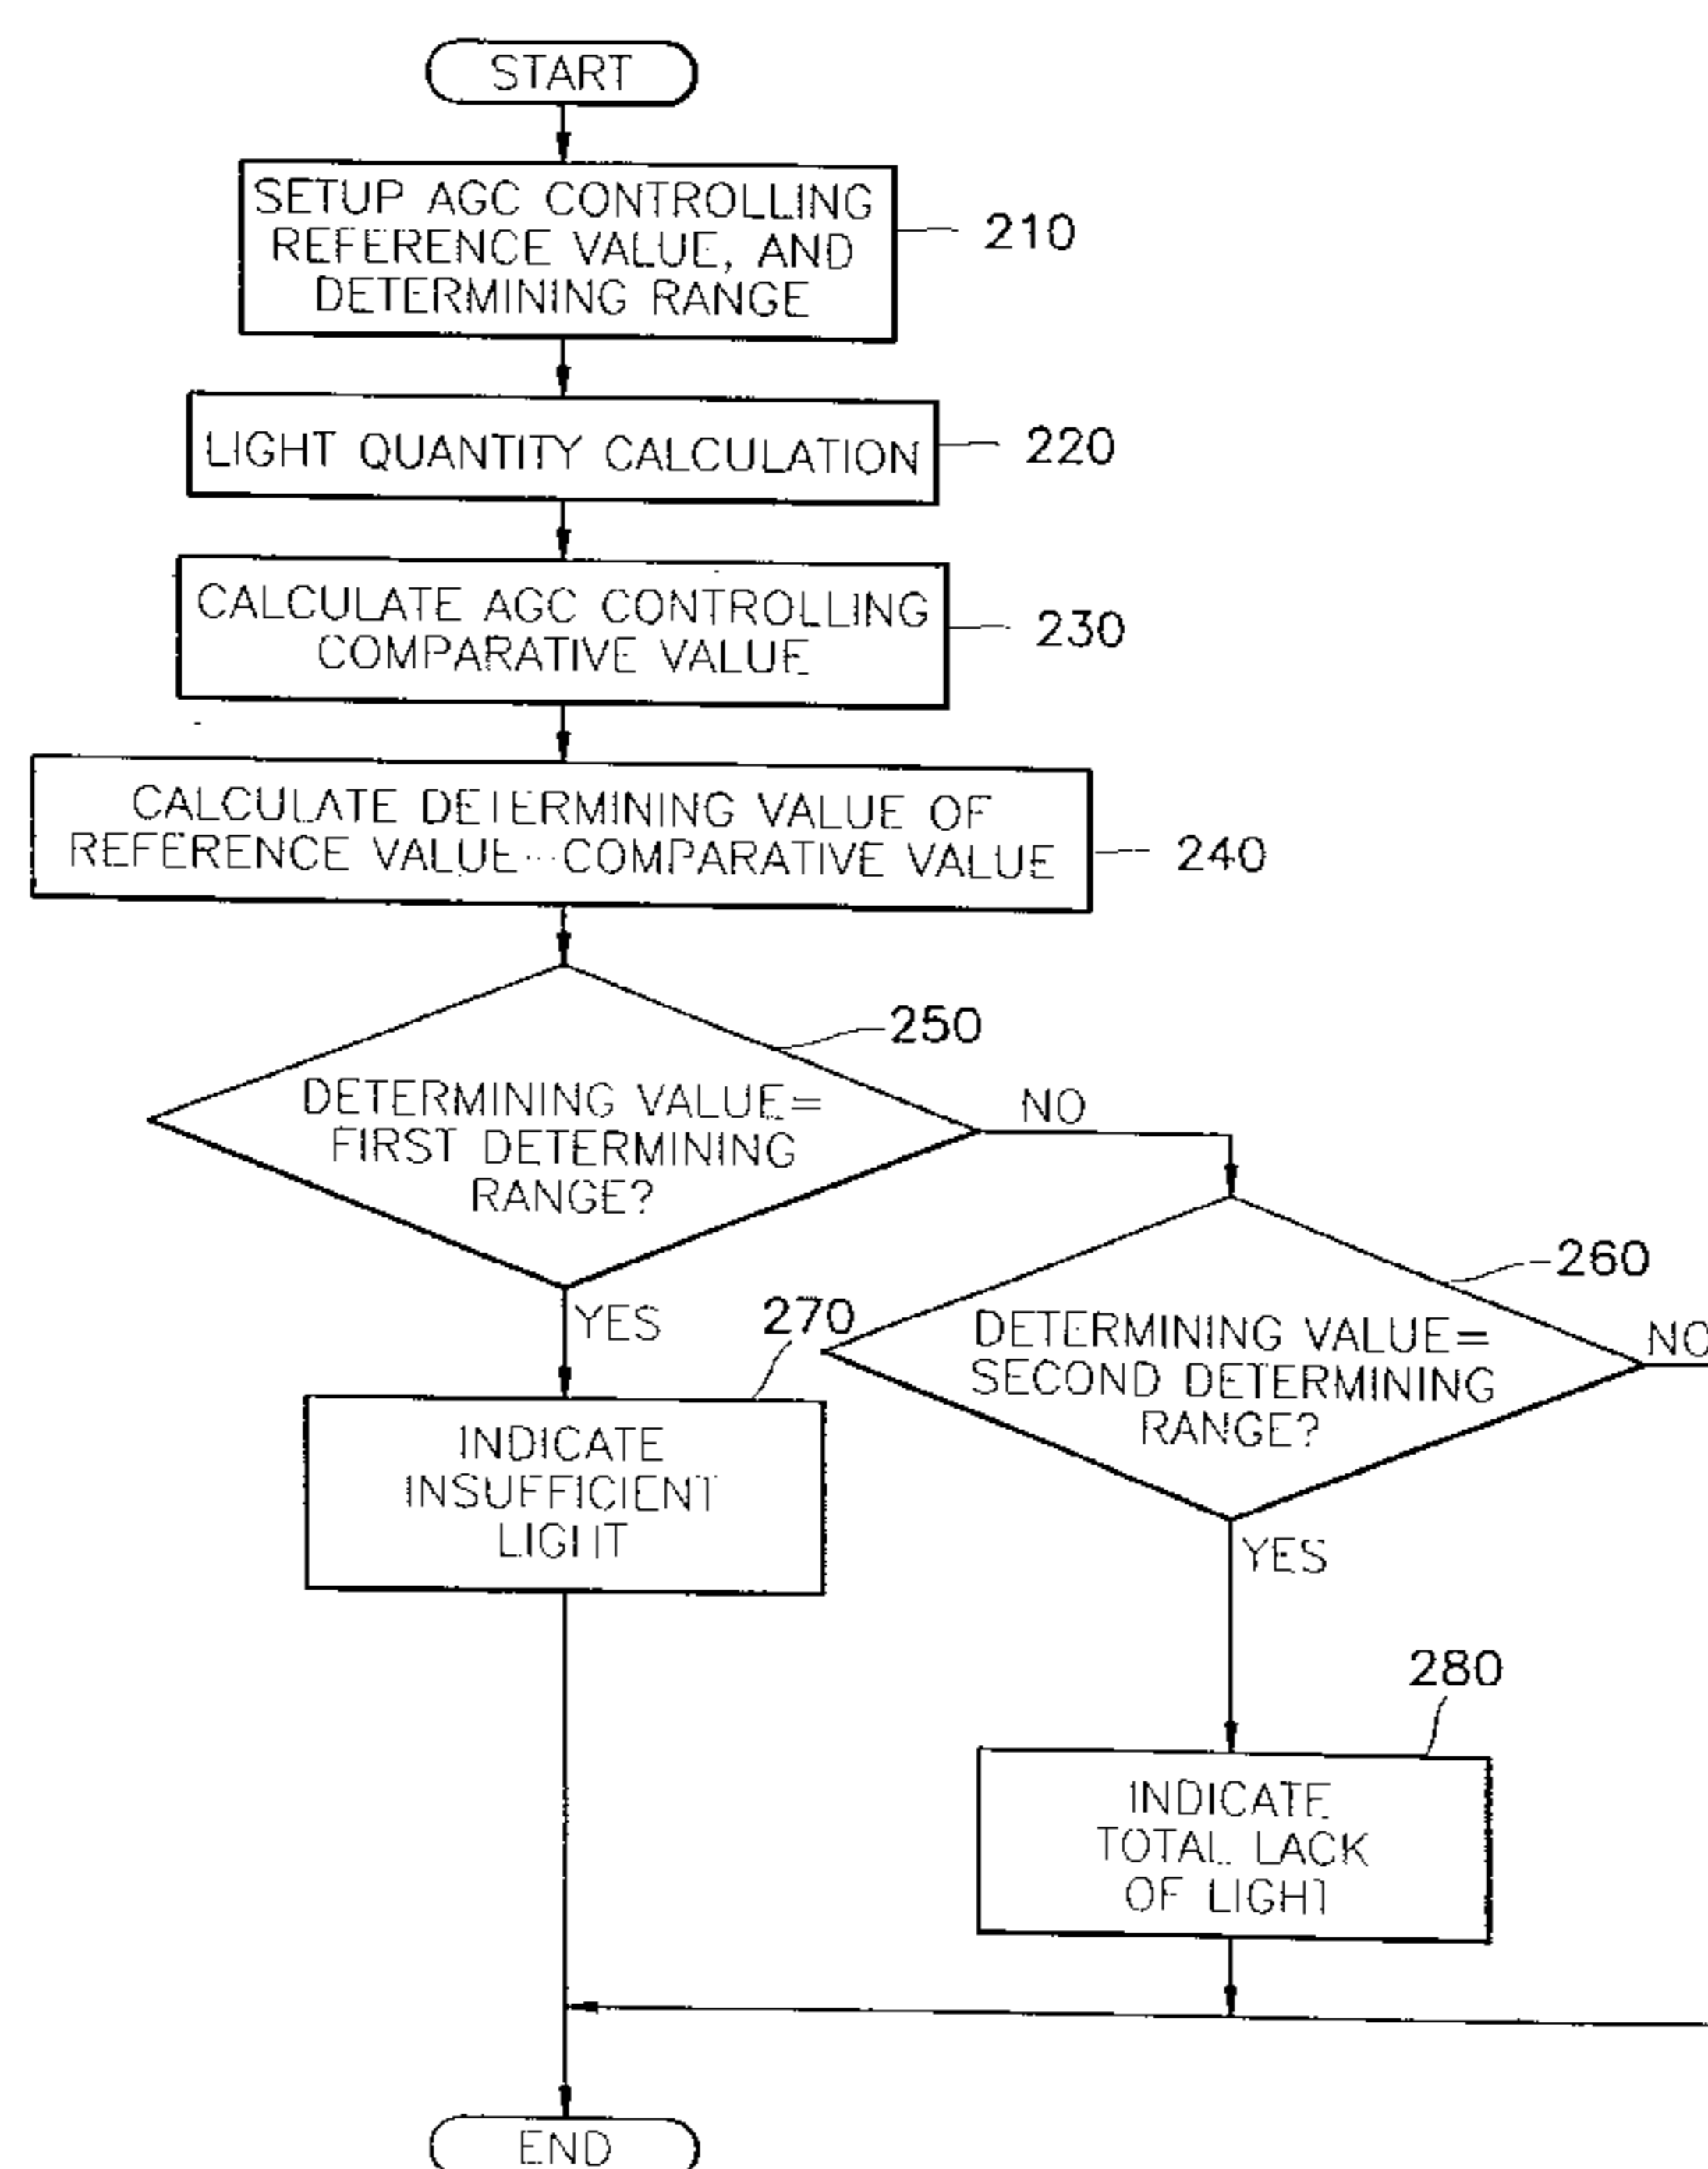 START
SETUP AGC CONTROLLING
REFERENCE VALUE, AND
DETERMINING RANGE
210
LIGHT QUANTITY CALCULATION
220
CALCULATE AGC CONTROLLING
COMPARATIVE VALUE
230
CALCULATE DETERMINING VALUE OF
REFERENCE VALUE-COMPARATIVE VALUE
240
250
DETERMINING VALUE=
FIRST DETERMINING
RANGE?
NO
YES
260
DETERMINING VALUE=
SECOND DETERMINING
RANGE?
NO
YES
270
INDICATE
INSUFFICIENT
LIGHT
280
INDICATE
TOTAL LACK
OF LIGHT
END